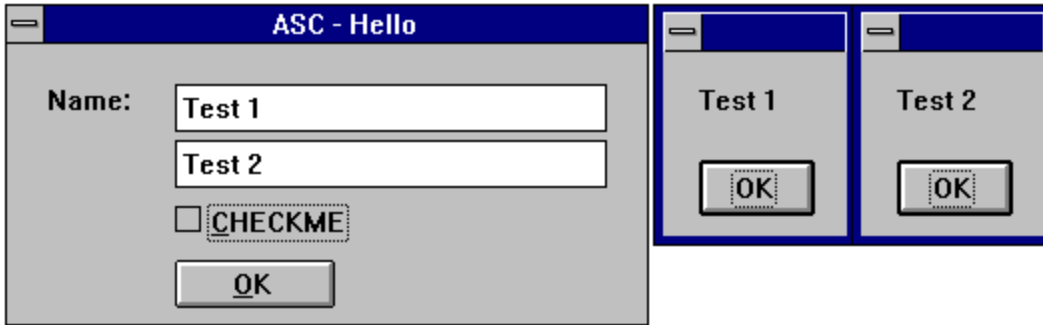 ASC - Hello
Name:
Test 1
Test 2
CHECKME
OK
Test 1
OK
Test 2
OK